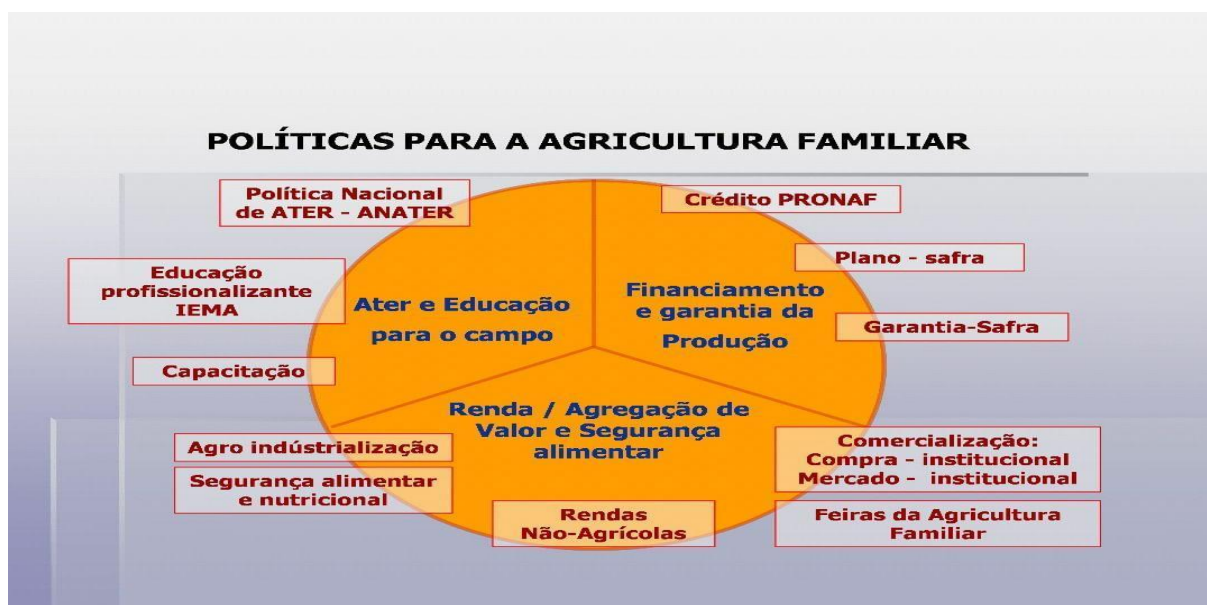 POLÍTICAS PARA A AGRICULTURA FAMILIAR
Política Nacional
de ATER - ANATER
Educação
profissionalizante
IEMA
Capacitação
Ater e Educação
para o campo
Crédito PRONAF
Plano - safra
Garantia-Safra
Financiamento
e garantia da
Produção
Renda / Agregação de
Valor e Segurança
alimentar
Agro indústrialização
Segurança alimentar
e nutricional
Rendas
Não-Agrícolas
Comercialização:
Compra - institucional
Mercado - institucional
Feiras da Agricultura
Familiar